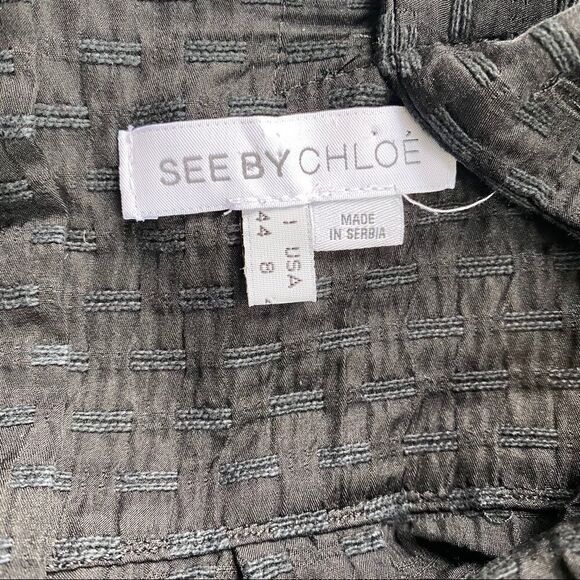 SEE BY CHLOÉ
MADE
IN SERBIA
I USA
44 8